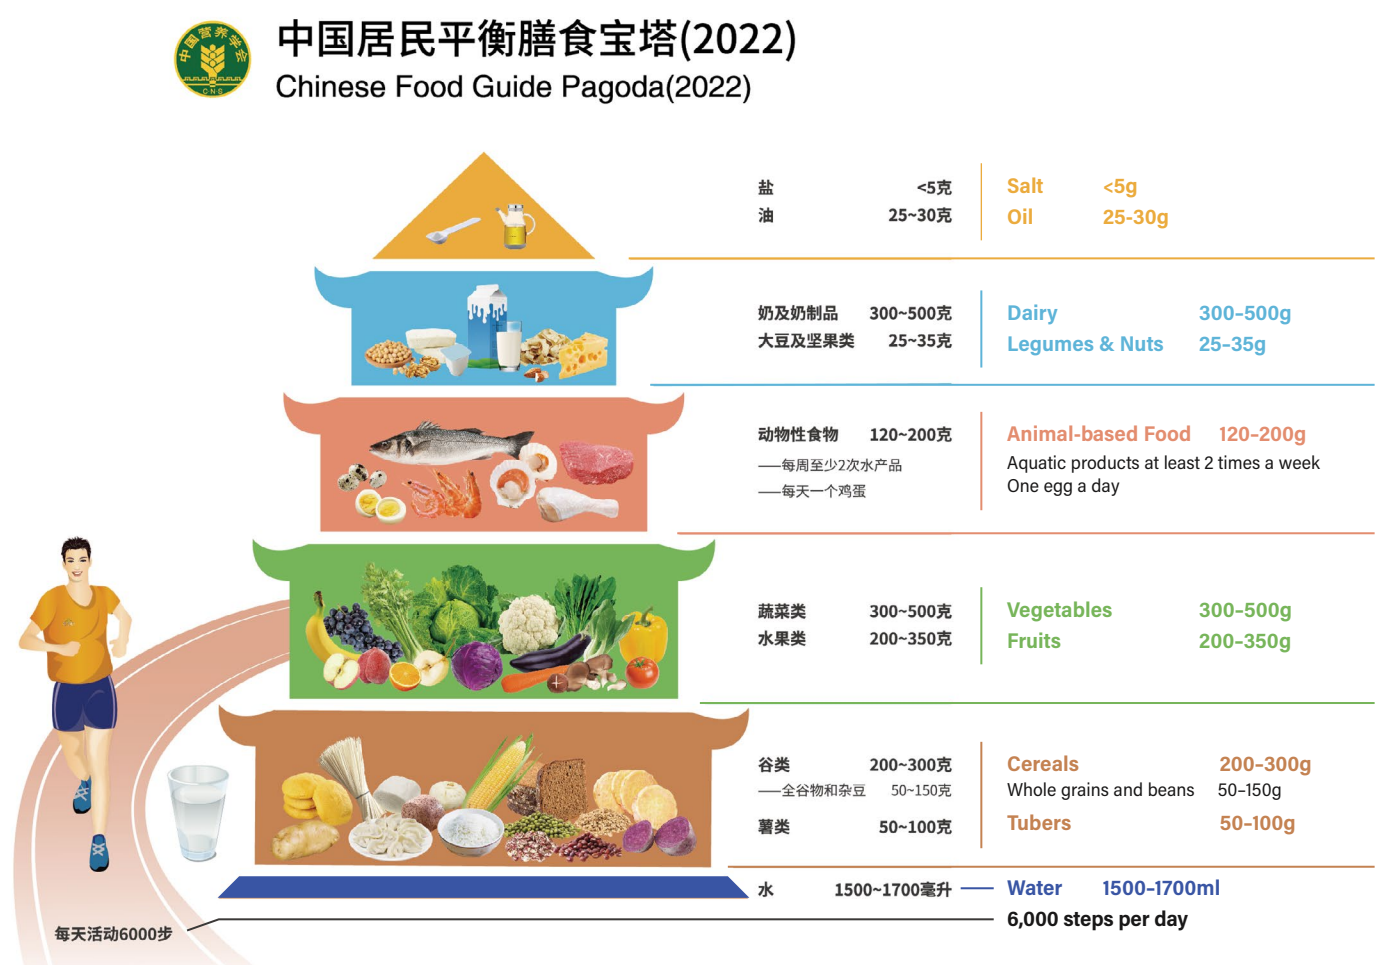 中国营养学会
CNS
中国居民平衡膳食宝塔(2022)
Chinese Food Guide Pagoda(2022)
盐 <5克 Salt <5g
油 25~30克 Oil 25-30g
奶及奶制品 300~500克 Dairy 300-500g
大豆及坚果类 25~35克 Legumes & Nuts 25-35g
动物性食物 120~200克 Animal-based Food 120-200g
——每周至少2次水产品 Aquatic products at least 2 times a week
——每天一个鸡蛋 One egg a day
蔬菜类 300~500克 Vegetables 300-500g
水果类 200~350克 Fruits 200-350g
谷类 200~300克 Cereals 200-300g
——全谷物和杂豆 50~150克 Whole grains and beans 50-150g
薯类 50~100克 Tubers 50-100g
水 1500~1700毫升 Water 1500-1700ml
每天活动6000步 6,000 steps per day